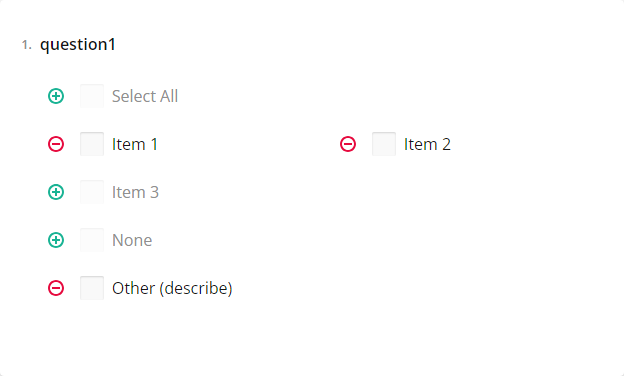 1. question1
Select All
Item 1 Item 2
Item 3
None
Other (describe)